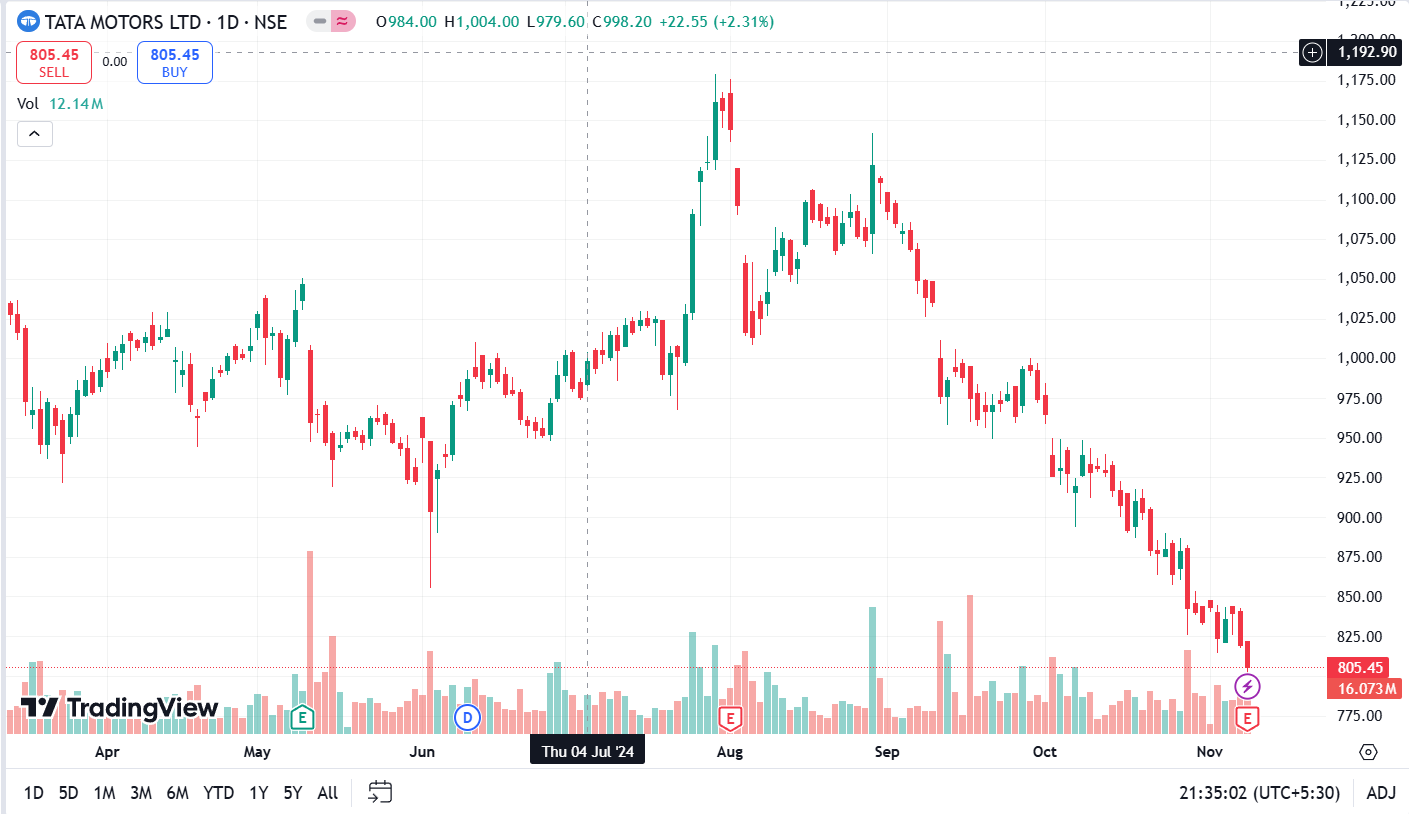 TATA MOTORS LTD · 1D · NSE O984.00 H1,004.00 L979.60 C998.20 +22.55 (+2.31%)
805.45 SELL 0.00 805.45 BUY
Vol 12.14M
1,200.00
1,192.90
1,175.00
1,150.00
1,125.00
1,100.00
1,075.00
1,050.00
1,025.00
1,000.00
975.00
950.00
925.00
900.00
875.00
850.00
825.00
805.45
16.073M
775.00
TradingView
E D E E
Apr May Jun Thu 04 Jul '24 Aug Sep Oct Nov
1D 5D 1M 3M 6M YTD 1Y 5Y All 21:35:02 (UTC+5:30) ADJ